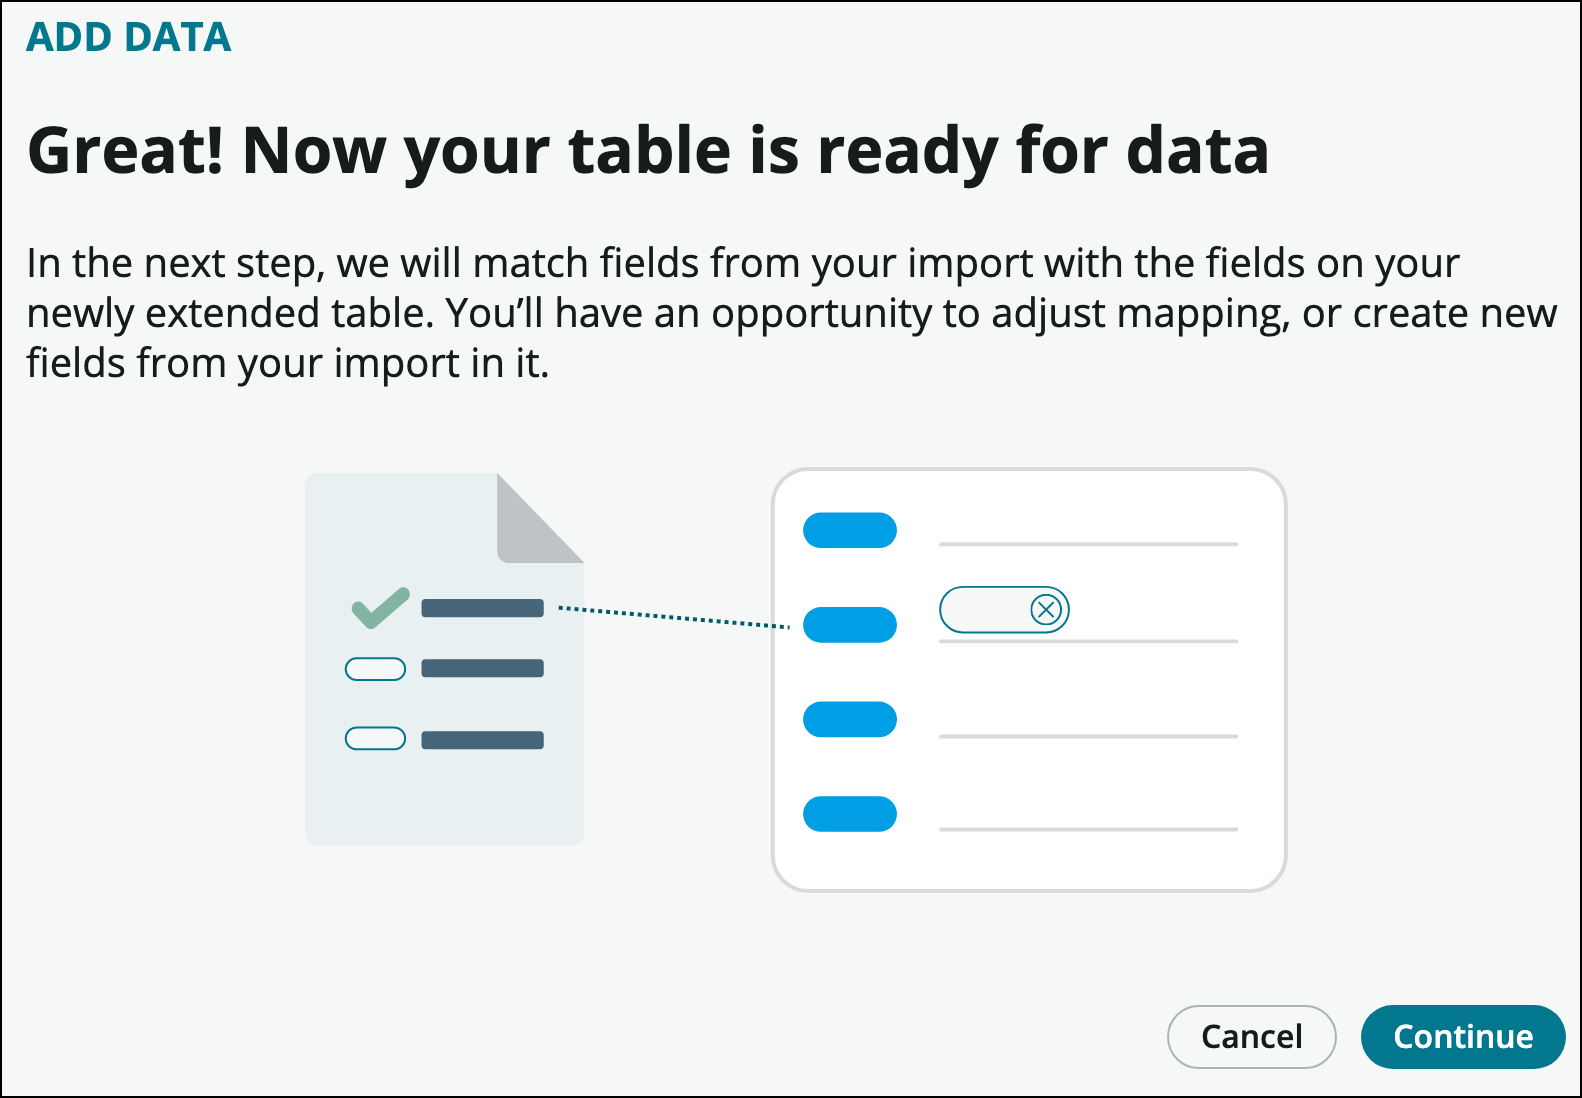 ADD DATA
Great! Now your table is ready for data
In the next step, we will match fields from your import with the fields on your
newly extended table. You’ll have an opportunity to adjust mapping, or create new
fields from your import in it.
Cancel
Continue